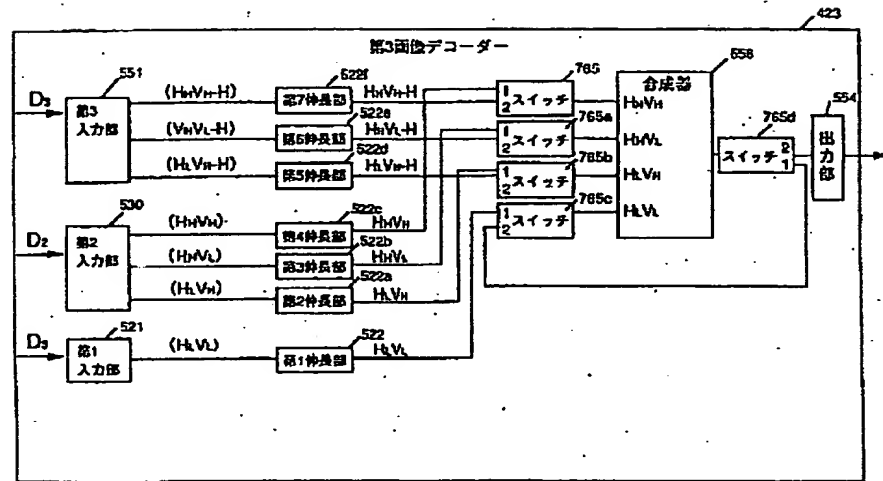 423
第3画像デコーダー
551
D3
第3
入力部
(HHVH-H)
(VHVL-H)
(HLVH-H)
522f
第7伸長部
HHVH-H
522e
第6伸長部
HHVL-H
522d
第5伸長部
HLVH-H
765
1
2
スイッチ
765a
1
2
スイッチ
765b
1
2
スイッチ
765c
1
2
スイッチ
合成器
HHVH
HHVL
HLVH
HLVL
765d
スイッチ
2
1
554
出力部
530
D2
第2
入力部
(HHVH)
(HHVL)
(HLVH)
522c
第4伸長部
HHVH
522b
第3伸長部
HHVL
522a
第2伸長部
HLVH
521
D3
第1
入力部
(HLVL)
522
第1伸長部
HLVL